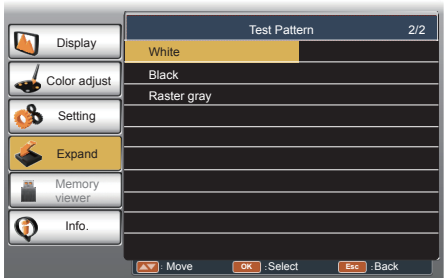 Test Pattern 2/2
Display
Color adjust
Setting
Expand
Memory
viewer
Info.
White
Black
Raster gray
: Move OK :Select Esc :Back